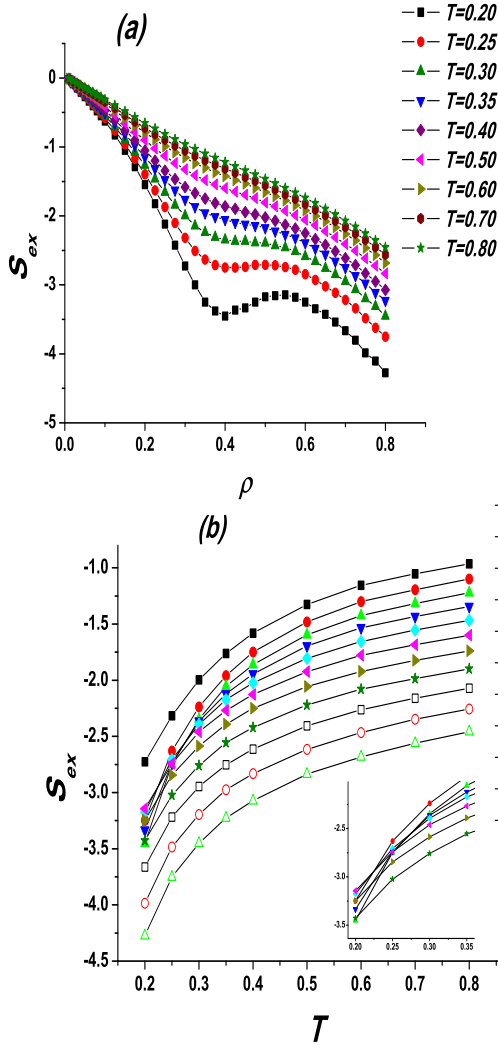 (a)
T=0.20
T=0.25
T=0.30
T=0.35
T=0.40
T=0.50
T=0.60
T=0.70
T=0.80
0
-1
-2
-3
-4
-5
S_ex
0.0 0.2 0.4 0.6 0.8
ρ
(b)
-1.0
-1.5
-2.0
-2.5
-3.0
-3.5
-4.0
-4.5
S_ex
-2.5
-3.0
-3.5
0.20 0.25 0.30 0.35
0.2 0.3 0.4 0.5 0.6 0.7 0.8
T